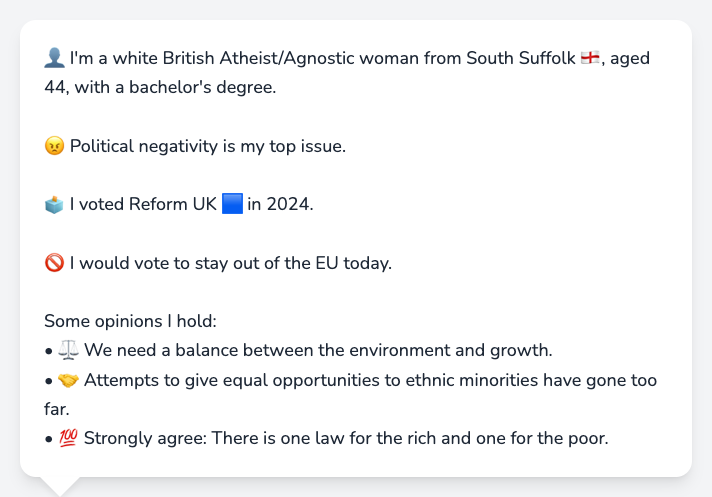 👤 I'm a white British Atheist/Agnostic woman from South Suffolk 🏴󠁧󠁢󠁥󠁮󠁧󠁿, aged
44, with a bachelor's degree.
😠 Political negativity is my top issue.
🗳️ I voted Reform UK 🟦 in 2024.
🚫 I would vote to stay out of the EU today.
Some opinions I hold:
• ⚖️ We need a balance between the environment and growth.
• 🤝 Attempts to give equal opportunities to ethnic minorities have gone too
far.
• 💯 Strongly agree: There is one law for the rich and one for the poor.